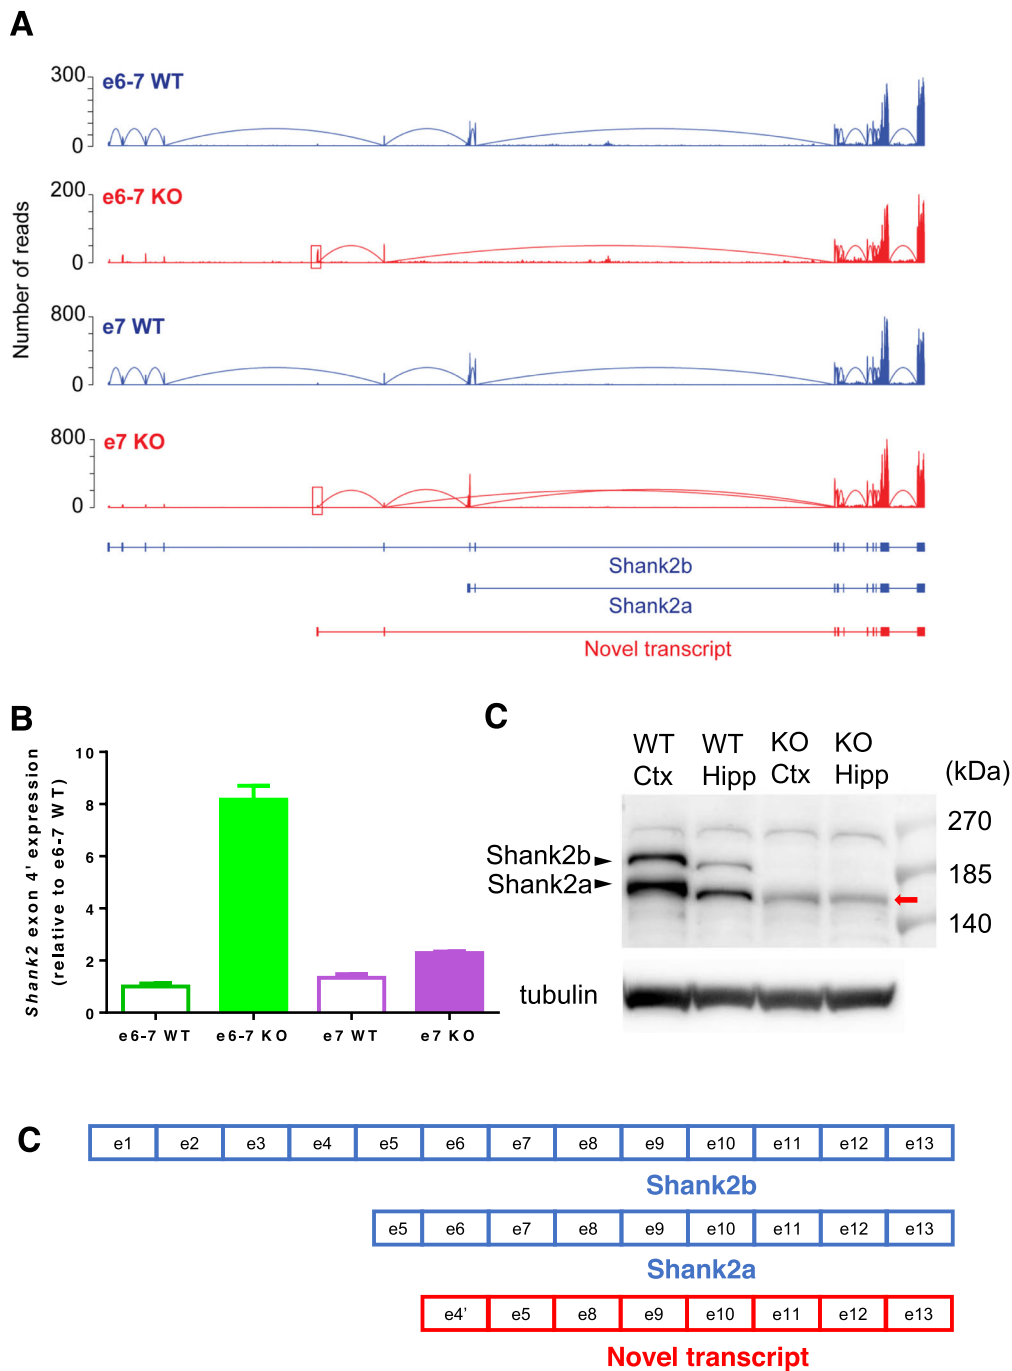 A
Number of reads
300
0
e6-7 WT
200
0
e6-7 KO
800
0
e7 WT
800
0
e7 KO
Shank2b
Shank2a
Novel transcript
B
Shank2 exon 4' expression
(relative to e6-7 WT)
10
8
6
4
2
0
e6-7 WT
e6-7 KO
e7 WT
e7 KO
C
WT WT KO KO
Ctx Hipp Ctx Hipp (kDa)
270
Shank2b
185
Shank2a
140
tubulin
C
e1 e2 e3 e4 e5 e6 e7 e8 e9 e10 e11 e12 e13
Shank2b
e5 e6 e7 e8 e9 e10 e11 e12 e13
Shank2a
e4’ e5 e8 e9 e10 e11 e12 e13
Novel transcript